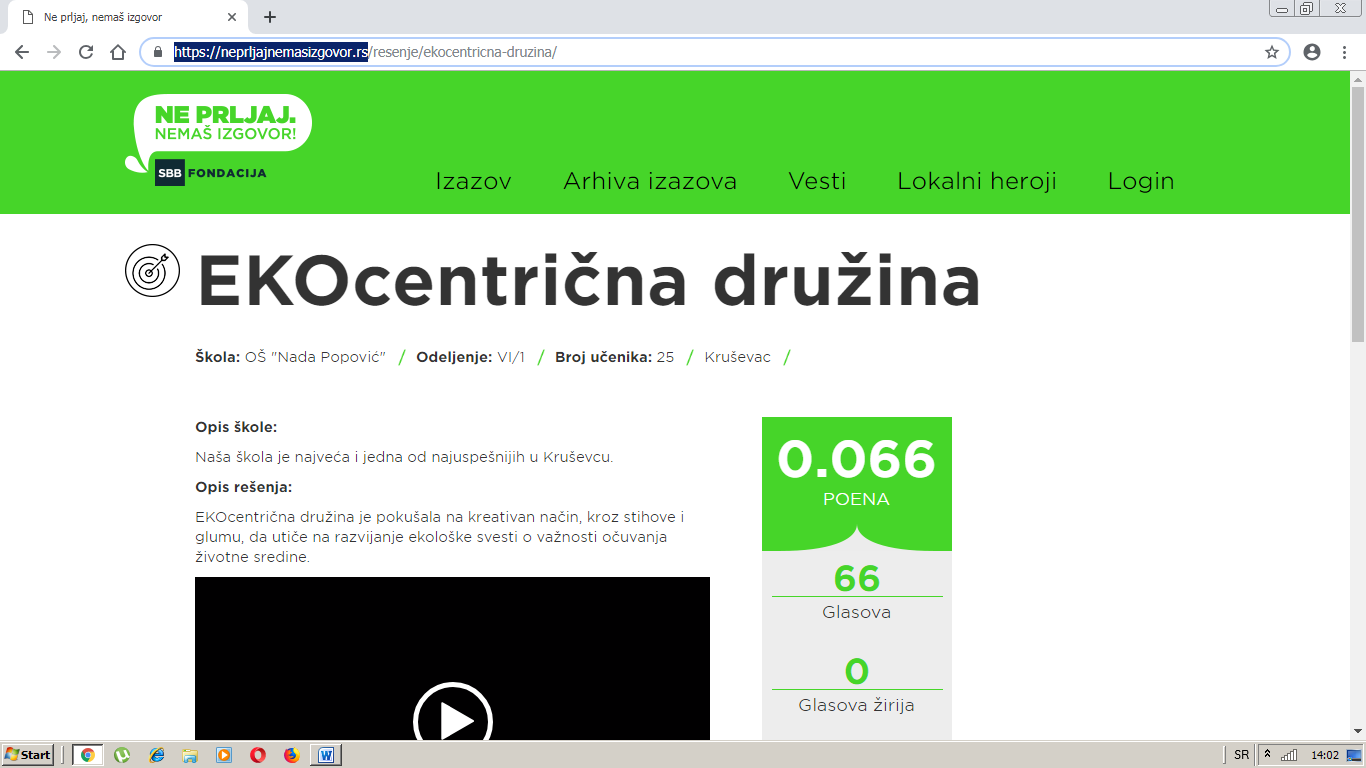 Ne prljaj, nemaš izgovor
https://neprljajnemasizgovor.rs/resenje/ekocentricna-druzina/
NE PRLJAJ.
NEMAŠ IZGOVOR!
SBB FONDACIJA
Izazov Arhiva izazova Vesti Lokalni heroji Login
EKOcentrična družina
Škola: OŠ "Nada Popović" / Odeljenje: VI/1 / Broj učenika: 25 / Kruševac /
Opis škole:
Naša škola je najveća i jedna od najuspešnijih u Kruševcu.
Opis rešenja:
EKOcentrična družina je pokušala na kreativan način, kroz stihove i
glumu, da utiče na razvijanje ekološke svesti o važnosti očuvanja
životne sredine.
0.066
POENA
66
Glasova
0
Glasova žirija
Start SR 14:02